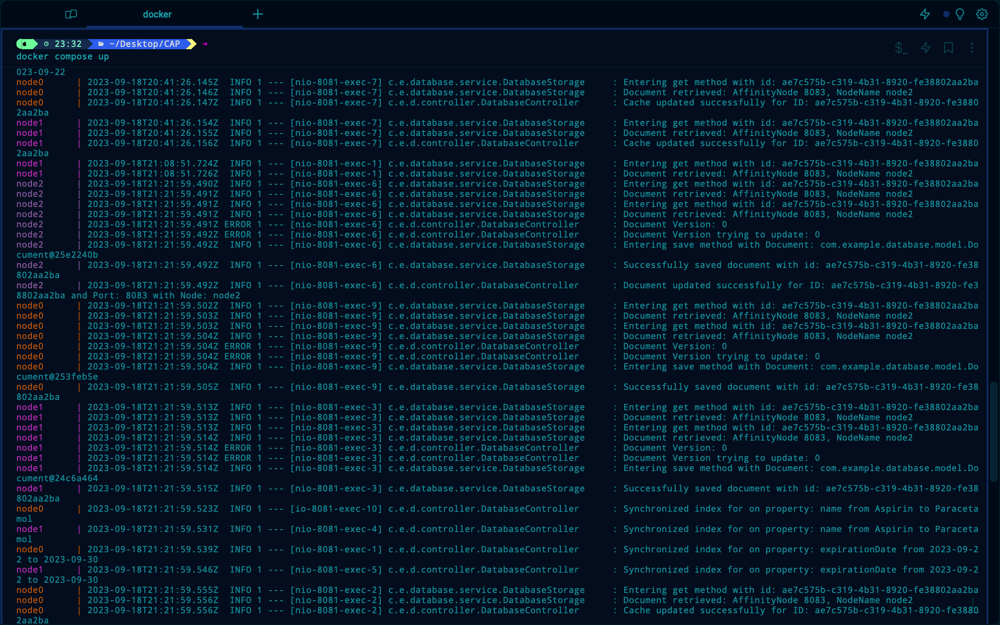 docker
23:32 ~/Desktop/CAP
$_
docker compose up
023-09-22
node0 | 2023-09-18T20:41:26.145Z INFO 1 --- [nio-8081-exec-7] c.e.database.service.DatabaseStorage : Entering get method with id: ae7c575b-c319-4b31-8920-fe38802aa2ba
node0 | 2023-09-18T20:41:26.146Z INFO 1 --- [nio-8081-exec-7] c.e.database.service.DatabaseStorage : Document retrieved: AffinityNode 8083, NodeName node2
node0 | 2023-09-18T20:41:26.147Z INFO 1 --- [nio-8081-exec-7] c.e.d.controller.DatabaseController : Cache updated successfully for ID: ae7c575b-c319-4b31-8920-fe3880
2aa2ba
node1 | 2023-09-18T20:41:26.154Z INFO 1 --- [nio-8081-exec-7] c.e.database.service.DatabaseStorage : Entering get method with id: ae7c575b-c319-4b31-8920-fe38802aa2ba
node1 | 2023-09-18T20:41:26.155Z INFO 1 --- [nio-8081-exec-7] c.e.database.service.DatabaseStorage : Document retrieved: AffinityNode 8083, NodeName node2
node1 | 2023-09-18T20:41:26.156Z INFO 1 --- [nio-8081-exec-7] c.e.d.controller.DatabaseController : Cache updated successfully for ID: ae7c575b-c319-4b31-8920-fe3880
2aa2ba
node1 | 2023-09-18T21:08:51.724Z INFO 1 --- [nio-8081-exec-1] c.e.database.service.DatabaseStorage : Entering get method with id: ae7c575b-c319-4b31-8920-fe38802aa2ba
node1 | 2023-09-18T21:08:51.726Z INFO 1 --- [nio-8081-exec-1] c.e.database.service.DatabaseStorage : Document retrieved: AffinityNode 8083, NodeName node2
node2 | 2023-09-18T21:21:59.490Z INFO 1 --- [nio-8081-exec-6] c.e.database.service.DatabaseStorage : Entering get method with id: ae7c575b-c319-4b31-8920-fe38802aa2ba
node2 | 2023-09-18T21:21:59.491Z INFO 1 --- [nio-8081-exec-6] c.e.database.service.DatabaseStorage : Document retrieved: AffinityNode 8083, NodeName node2
node2 | 2023-09-18T21:21:59.491Z INFO 1 --- [nio-8081-exec-6] c.e.database.service.DatabaseStorage : Entering get method with id: ae7c575b-c319-4b31-8920-fe38802aa2ba
node2 | 2023-09-18T21:21:59.491Z INFO 1 --- [nio-8081-exec-6] c.e.database.service.DatabaseStorage : Document retrieved: AffinityNode 8083, NodeName node2
node2 | 2023-09-18T21:21:59.491Z ERROR 1 --- [nio-8081-exec-6] c.e.d.controller.DatabaseController : Document Version: 0
node2 | 2023-09-18T21:21:59.492Z ERROR 1 --- [nio-8081-exec-6] c.e.d.controller.DatabaseController : Document Version trying to update: 0
node2 | 2023-09-18T21:21:59.492Z INFO 1 --- [nio-8081-exec-6] c.e.database.service.DatabaseStorage : Entering save method with Document: com.example.database.model.Do
cument@25e2240b
node2 | 2023-09-18T21:21:59.492Z INFO 1 --- [nio-8081-exec-6] c.e.database.service.DatabaseStorage : Successfully saved document with id: ae7c575b-c319-4b31-8920-fe38
802aa2ba
node2 | 2023-09-18T21:21:59.492Z INFO 1 --- [nio-8081-exec-6] c.e.d.controller.DatabaseController : Document updated successfully for ID: ae7c575b-c319-4b31-8920-fe3
8802aa2ba and Port: 8083 with Node: node2
node0 | 2023-09-18T21:21:59.502Z INFO 1 --- [nio-8081-exec-9] c.e.database.service.DatabaseStorage : Entering get method with id: ae7c575b-c319-4b31-8920-fe38802aa2ba
node0 | 2023-09-18T21:21:59.503Z INFO 1 --- [nio-8081-exec-9] c.e.database.service.DatabaseStorage : Document retrieved: AffinityNode 8083, NodeName node2
node0 | 2023-09-18T21:21:59.503Z INFO 1 --- [nio-8081-exec-9] c.e.database.service.DatabaseStorage : Entering get method with id: ae7c575b-c319-4b31-8920-fe38802aa2ba
node0 | 2023-09-18T21:21:59.504Z INFO 1 --- [nio-8081-exec-9] c.e.database.service.DatabaseStorage : Document retrieved: AffinityNode 8083, NodeName node2
node0 | 2023-09-18T21:21:59.504Z ERROR 1 --- [nio-8081-exec-9] c.e.d.controller.DatabaseController : Document Version: 0
node0 | 2023-09-18T21:21:59.504Z ERROR 1 --- [nio-8081-exec-9] c.e.d.controller.DatabaseController : Document Version trying to update: 0
node0 | 2023-09-18T21:21:59.504Z INFO 1 --- [nio-8081-exec-9] c.e.database.service.DatabaseStorage : Entering save method with Document: com.example.database.model.Do
cument@253feb5e
node0 | 2023-09-18T21:21:59.505Z INFO 1 --- [nio-8081-exec-9] c.e.database.service.DatabaseStorage : Successfully saved document with id: ae7c575b-c319-4b31-8920-fe38
802aa2ba
node1 | 2023-09-18T21:21:59.513Z INFO 1 --- [nio-8081-exec-3] c.e.database.service.DatabaseStorage : Entering get method with id: ae7c575b-c319-4b31-8920-fe38802aa2ba
node1 | 2023-09-18T21:21:59.513Z INFO 1 --- [nio-8081-exec-3] c.e.database.service.DatabaseStorage : Document retrieved: AffinityNode 8083, NodeName node2
node1 | 2023-09-18T21:21:59.513Z INFO 1 --- [nio-8081-exec-3] c.e.database.service.DatabaseStorage : Entering get method with id: ae7c575b-c319-4b31-8920-fe38802aa2ba
node1 | 2023-09-18T21:21:59.514Z INFO 1 --- [nio-8081-exec-3] c.e.database.service.DatabaseStorage : Document retrieved: AffinityNode 8083, NodeName node2
node1 | 2023-09-18T21:21:59.514Z ERROR 1 --- [nio-8081-exec-3] c.e.d.controller.DatabaseController : Document Version: 0
node1 | 2023-09-18T21:21:59.514Z ERROR 1 --- [nio-8081-exec-3] c.e.d.controller.DatabaseController : Document Version trying to update: 0
node1 | 2023-09-18T21:21:59.514Z INFO 1 --- [nio-8081-exec-3] c.e.database.service.DatabaseStorage : Entering save method with Document: com.example.database.model.Do
cument@24c6a464
node1 | 2023-09-18T21:21:59.515Z INFO 1 --- [nio-8081-exec-3] c.e.database.service.DatabaseStorage : Successfully saved document with id: ae7c575b-c319-4b31-8920-fe38
802aa2ba
node0 | 2023-09-18T21:21:59.523Z INFO 1 --- [io-8081-exec-10] c.e.d.controller.DatabaseController : Synchronized index for on property: name from Aspirin to Paraceta
mol
node1 | 2023-09-18T21:21:59.531Z INFO 1 --- [nio-8081-exec-4] c.e.d.controller.DatabaseController : Synchronized index for on property: name from Aspirin to Paraceta
mol
node0 | 2023-09-18T21:21:59.539Z INFO 1 --- [nio-8081-exec-1] c.e.d.controller.DatabaseController : Synchronized index for on property: expirationDate from 2023-09-2
2 to 2023-09-30
node1 | 2023-09-18T21:21:59.546Z INFO 1 --- [nio-8081-exec-5] c.e.d.controller.DatabaseController : Synchronized index for on property: expirationDate from 2023-09-2
2 to 2023-09-30
node0 | 2023-09-18T21:21:59.555Z INFO 1 --- [nio-8081-exec-2] c.e.database.service.DatabaseStorage : Entering get method with id: ae7c575b-c319-4b31-8920-fe38802aa2ba
node0 | 2023-09-18T21:21:59.556Z INFO 1 --- [nio-8081-exec-2] c.e.database.service.DatabaseStorage : Document retrieved: AffinityNode 8083, NodeName node2
node0 | 2023-09-18T21:21:59.556Z INFO 1 --- [nio-8081-exec-2] c.e.d.controller.DatabaseController : Cache updated successfully for ID: ae7c575b-c319-4b31-8920-fe3880
2aa2ba